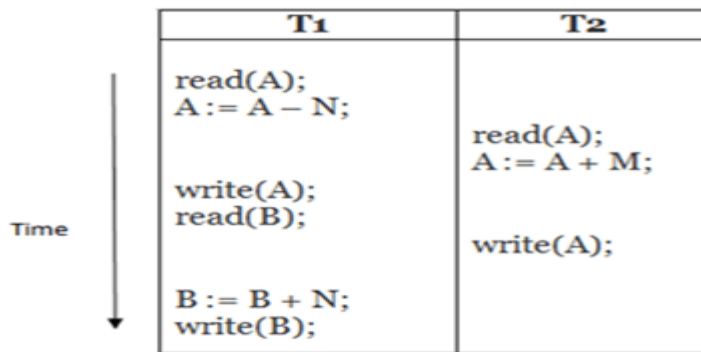 T1 T2
read(A);
A := A – N;
read(A);
A := A + M;
write(A);
read(B);
Time
write(A);
B := B + N;
write(B);